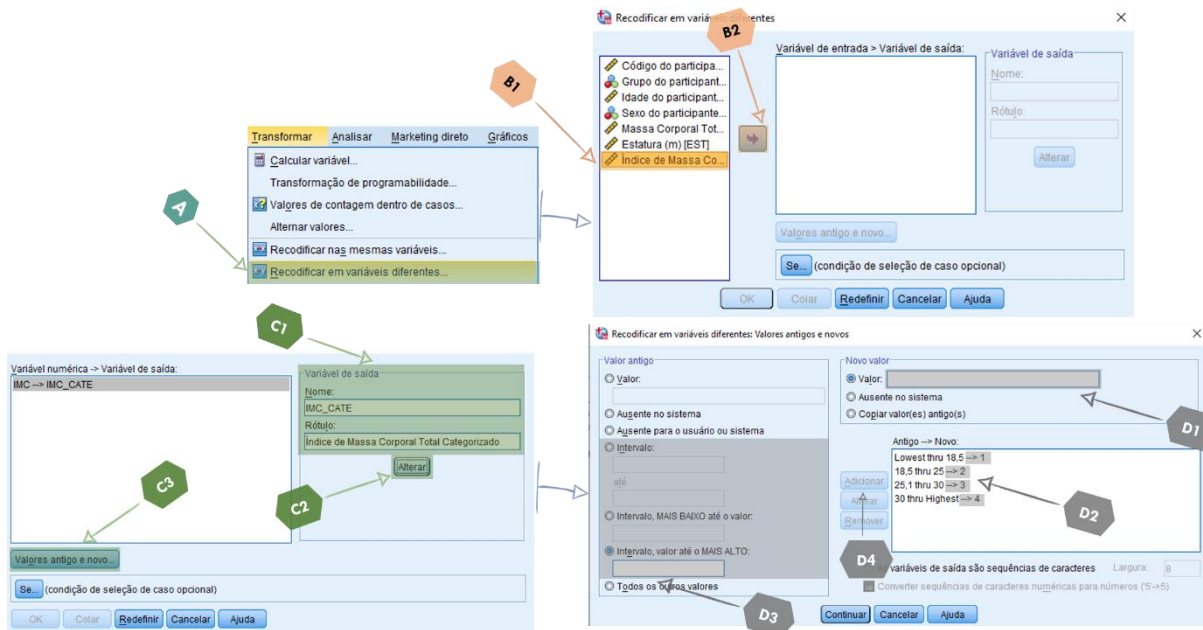 A
Transformar Analisar Marketing direto Gráficos
Calcular variável...
Transformação de programabilidade...
Valores de contagem dentro de casos...
Alternar valores...
Recodificar nas mesmas variáveis...
Recodificar em variáveis diferentes...
B1
B2
Recodificar em variáveis diferentes
Código do participa...
Grupo do participant...
Idade do participant...
Sexo do participante...
Massa Corporal Tot...
Estatura (m) [EST]
Índice de Massa Co...
Variável de entrada > Variável de saída:
Variável de saída
Nome:
Rótulo:
Alterar
Valores antigo e novo...
Se... (condição de seleção de caso opcional)
OK Colar Redefinir Cancelar Ajuda
C1
Variável numérica -> Variável de saída:
IMC --> IMC_CATE
Variável de saída
Nome:
IMC_CATE
Rótulo:
Índice de Massa Corporal Total Categorizado
Alterar
C2
C3
Valores antigo e novo...
Se... (condição de seleção de caso opcional)
OK Colar Redefinir Cancelar Ajuda
Recodificar em variáveis diferentes: Valores antigos e novos
Valor antigo
Valor:
Ausente no sistema
Ausente para o usuário ou sistema
Intervalo:
até
Intervalo, MAIS BAIXO até o valor:
Intervalo, valor até o MAIS ALTO:
Todos os outros valores
D3
Novo valor
Valor:
Ausente no sistema
Copiar valor(es) antigo(s)
D1
Antigo --> Novo:
Lowest thru 18,5 --> 1
18,5 thru 25 --> 2
25,1 thru 30 --> 3
30 thru Highest --> 4
D2
Adicionar
Alterar
Remover
D4
variáveis de saída são sequências de caracteres Largura: 8
Converter sequências de caracteres numéricas para números ('5'->5)
Continuar Cancelar Ajuda